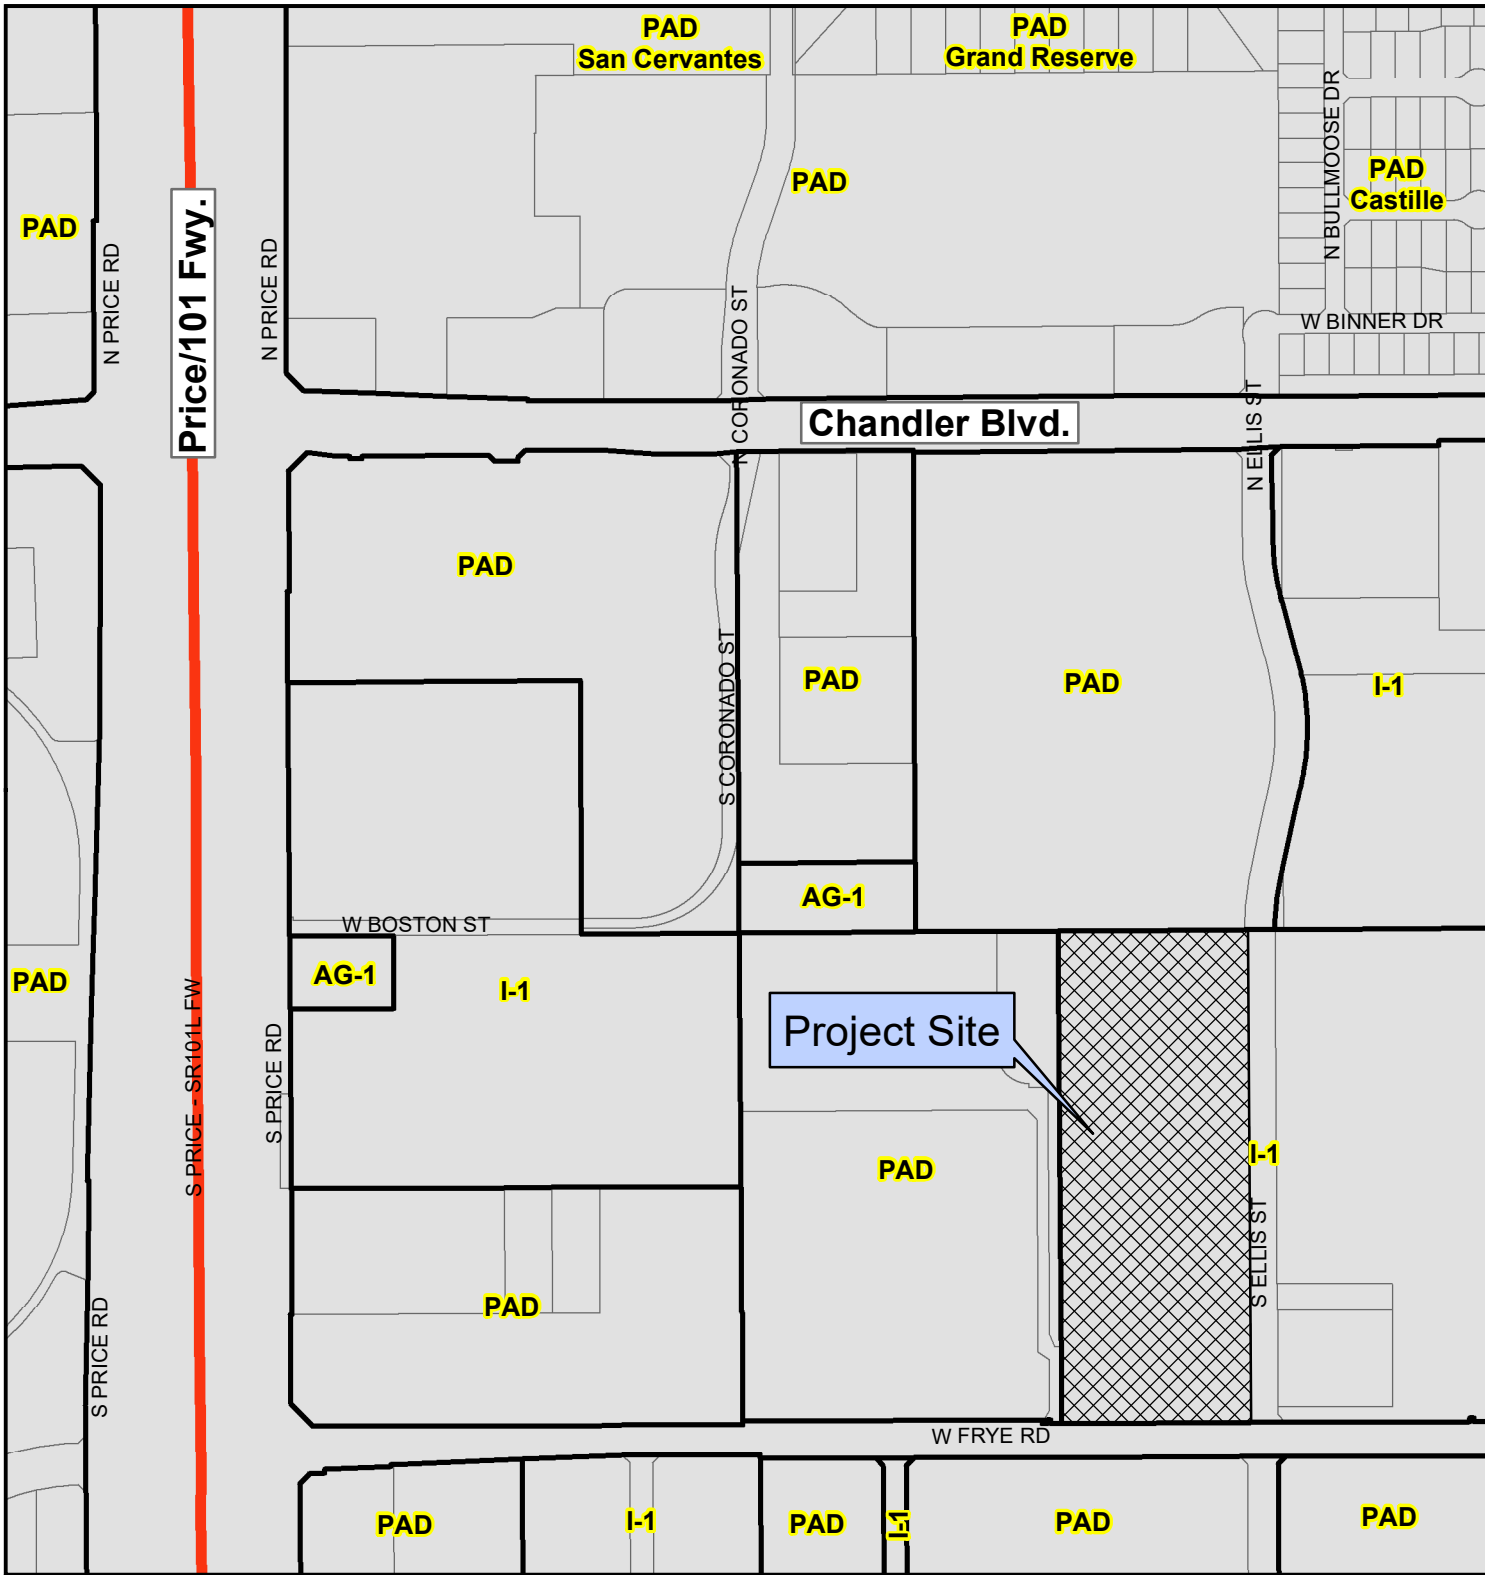 PAD
San Cervantes
PAD
Grand Reserve
N BULLMOOSE DR
PAD
Castille
PAD
PAD
N PRICE RD
Price/101 Fwy.
N PRICE RD
N CORONADO ST
W BINNER DR
Chandler Blvd.
N ELLIS ST
PAD
S CORONADO ST
PAD
PAD
I-1
AG-1
W BOSTON ST
AG-1
I-1
PAD
S PRICE - SR101L FW
S PRICE RD
Project Site
PAD
I-1
S ELLIS ST
PAD
S PRICE RD
W FRYE RD
PAD
I-1
PAD
I-1
PAD
PAD